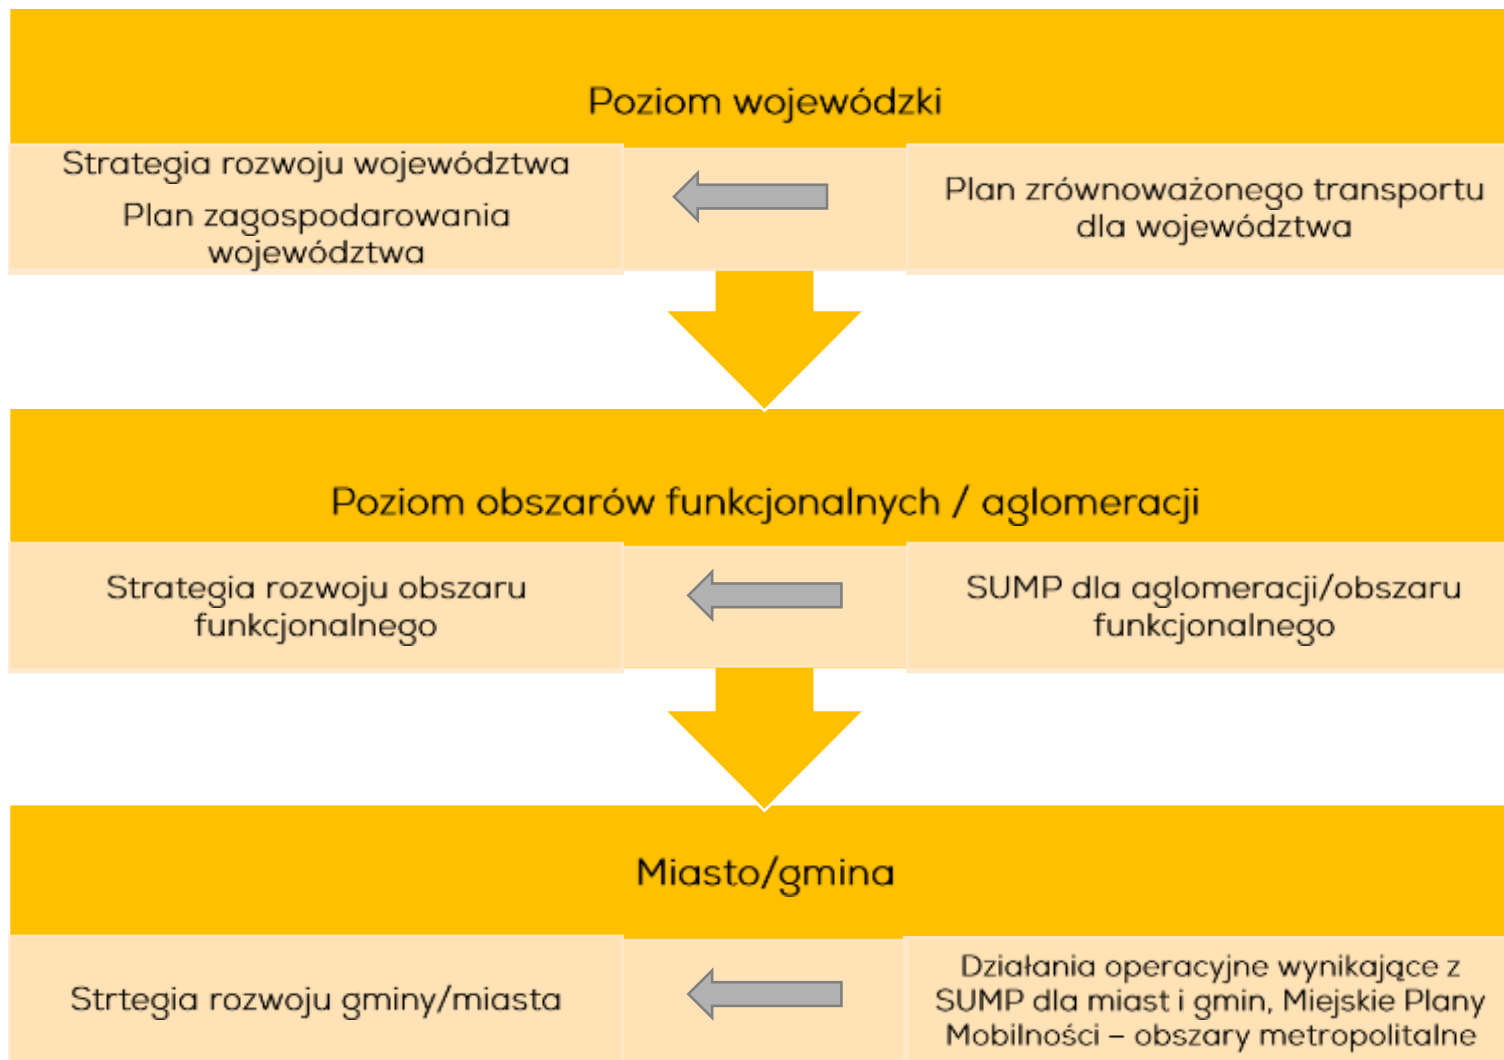 Poziom wojewódzki
Strategia rozwoju województwa
Plan zagospodarowania
województwa
Plan zrównoważonego transportu
dla województwa
Poziom obszarów funkcjonalnych / aglomeracji
Strategia rozwoju obszaru
funkcjonalnego
SUMP dla aglomeracji/obszaru
funkcjonalnego
Miasto/gmina
Strtegia rozwoju gminy/miasta
Działania operacyjne wynikające z
SUMP dla miast i gmin, Miejskie Plany
Mobilności – obszary metropolitalne